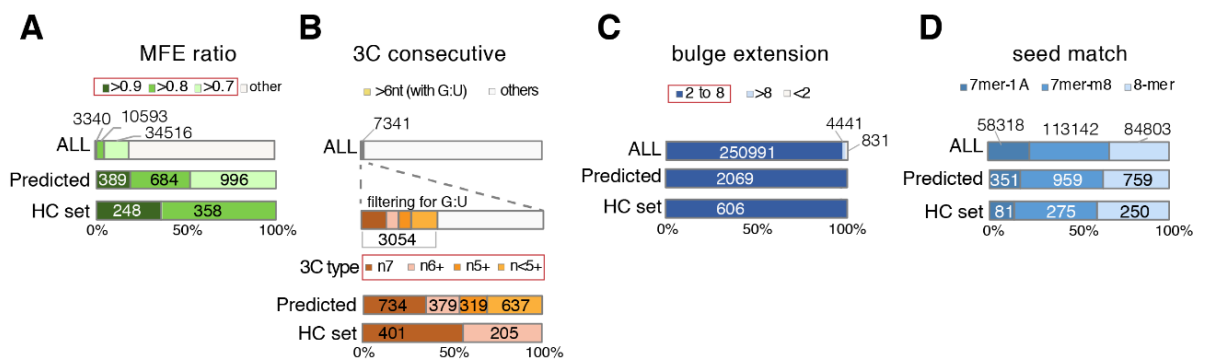 A
MFE ratio
>0.9 >0.8 >0.7 other
3340 10593
34516
ALL
Predicted 389 684 996
HC set 248 358
0% 50% 100%
B
3C consecutive
>6nt (with G:U) others
7341
ALL
filtering for G:U
3054
3C type n7 n6+ n5+ n<5+
Predicted 734 379 319 637
HC set 401 205
0% 50% 100%
C
bulge extension
2 to 8 >8 <2
4441
831
ALL 250991
Predicted 2069
HC set 606
0% 50% 100%
D
seed match
7mer-1A 7mer-m8 8-mer
58318 113142 84803
ALL
Predicted 351 959 759
HC set 81 275 250
0% 50% 100%